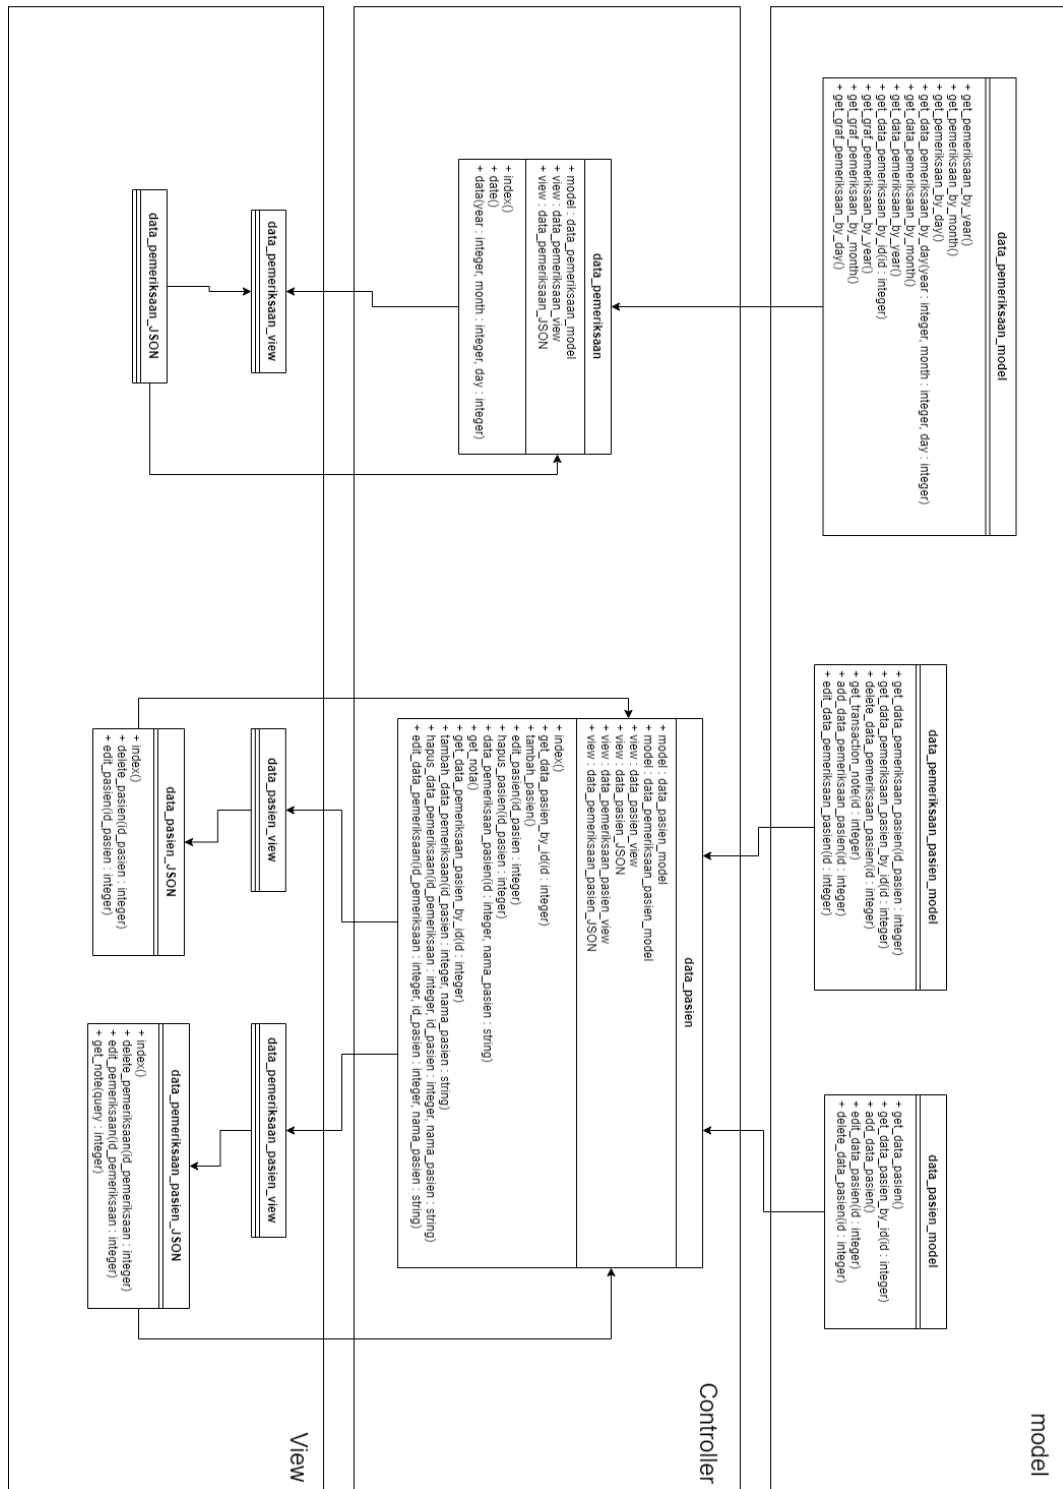 model
data_pemeriksaan_model
+ get_pemeriksaan_by_year()
+ get_pemeriksaan_by_month()
+ get_pemeriksaan_by_day()
+ get_data_pemeriksaan_by_day(year : integer, month : integer, day : integer)
+ get_data_pemeriksaan_by_month()
+ get_data_pemeriksaan_by_year()
+ get_data_pemeriksaan_by_id(id : integer)
+ get_graf_pemeriksaan_by_year()
+ get_graf_pemeriksaan_by_month()
+ get_graf_pemeriksaan_by_day()
data_pemeriksaan_pasien_model
+ get_data_pemeriksaan_pasien(id_pasien : integer)
+ get_data_pemeriksaan_pasien_by_id(id : integer)
+ delete_data_pemeriksaan_pasien(id : integer)
+ get_transaction_note(id : integer)
+ add_data_pemeriksaan_pasien(id : integer)
+ edit_data_pemeriksaan_pasien(id : integer)
data_pasien_model
+ get_data_pasien()
+ get_data_pasien_by_id(id : integer)
+ add_data_pasien()
+ edit_data_pasien(id : integer)
+ delete_data_pasien(id : integer)
Controller
data_pemeriksaan
+ model : data_pemeriksaan_model
+ view : data_pemeriksaan_view
+ view : data_pemeriksaan_JSON
+ index()
+ date()
+ data(year : integer, month : integer, day : integer)
data_pasien
+ model : data_pasien_model
+ model : data_pemeriksaan_pasien_model
+ view : data_pasien_view
+ view : data_pasien_JSON
+ view : data_pemeriksaan_pasien_view
+ view : data_pemeriksaan_pasien_JSON
+ index()
+ get_data_pasien_by_id(id : integer)
+ tambah_pasien()
+ edit_pasien(id_pasien : integer)
+ hapus_pasien(id_pasien : integer)
+ data_pemeriksaan_pasien(id : integer, nama_pasien : string)
+ get_nota()
+ get_data_pemeriksaan_pasien_by_id(id : integer)
+ tambah_data_pemeriksaan(id_pasien : integer, nama_pasien : string)
+ hapus_data_pemeriksaan(id_pemeriksaan : integer, id_pasien : integer, nama_pasien : string)
+ edit_data_pemeriksaan(id_pemeriksaan : integer, id_pasien : integer, nama_pasien : string)
View
data_pemeriksaan_view
data_pemeriksaan_JSON
data_pasien_view
data_pasien_JSON
+ index()
+ delete_pasien(id_pasien : integer)
+ edit_pasien(id_pasien : integer)
data_pemeriksaan_pasien_view
data_pemeriksaan_pasien_JSON
+ index()
+ delete_pemeriksaan(id_pemeriksaan : integer)
+ edit_pemeriksaan(id_pemeriksaan : integer)
+ get_note(query : integer)